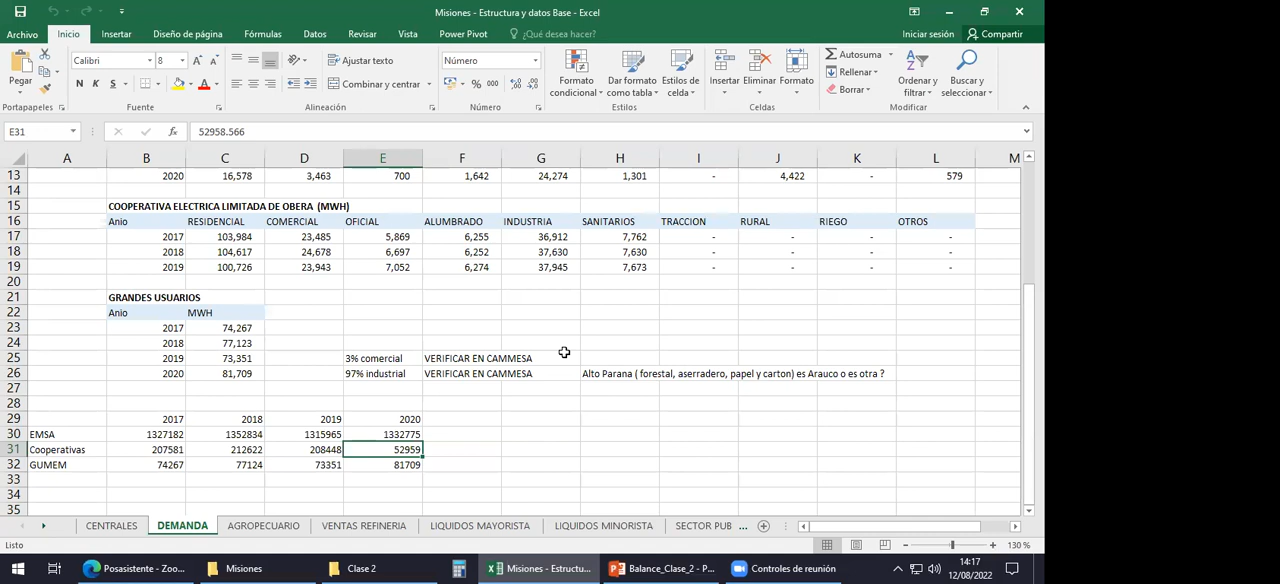 Misiones - Estructura y datos Base - Excel
Archivo Inicio Insertar Diseño de página Fórmulas Datos Revisar Vista Power Pivot ¿Qué desea hacer? Iniciar sesión Compartir
Pegar Calibri 8 Ajustar texto Número Formato Dar formato Estilos de Insertar Eliminar Formato Autosuma Ordenar y Buscar y
N K S Combinar y centrar % 000 condicional como tabla celda Rellenar filtrar seleccionar
Borrar
Portapapeles Fuente Alineación Número Estilos Celdas Modificar
E31 fx 52958.566
A B C D E F G H I J K L M
13 2020 16,578 3,463 700 1,642 24,274 1,301 - 4,422 - 579
14
15 COOPERATIVA ELECTRICA LIMITADA DE OBERA (MWH)
16 Anio RESIDENCIAL COMERCIAL OFICIAL ALUMBRADO INDUSTRIA SANITARIOS TRACCION RURAL RIEGO OTROS
17 2017 103,984 23,485 5,869 6,255 36,912 7,762 - - - -
18 2018 104,617 24,678 6,697 6,252 37,630 7,630 - - - -
19 2019 100,726 23,943 7,052 6,274 37,945 7,673 - - - -
20
21 GRANDES USUARIOS
22 Anio MWH
23 2017 74,267
24 2018 77,123
25 2019 73,351 3% comercial VERIFICAR EN CAMMESA
26 2020 81,709 97% industrial VERIFICAR EN CAMMESA Alto Parana ( forestal, aserradero, papel y carton) es Arauco o es otra ?
27
28
29 2017 2018 2019 2020
30 EMSA 1327182 1352834 1315965 1332775
31 Cooperativas 207581 212622 208448 52959
32 GUMEM 74267 77124 73351 81709
33
34
35
CENTRALES DEMANDA AGROPECUARIO VENTAS REFINERIA LIQUIDOS MAYORISTA LIQUIDOS MINORISTA SECTOR PUB ...
Listo 130 %
Posasistente - Zoo... Misiones Clase 2 Misiones - Estructu... Balance_Clase_2 - P... Controles de reunión 14:17
12/08/2022